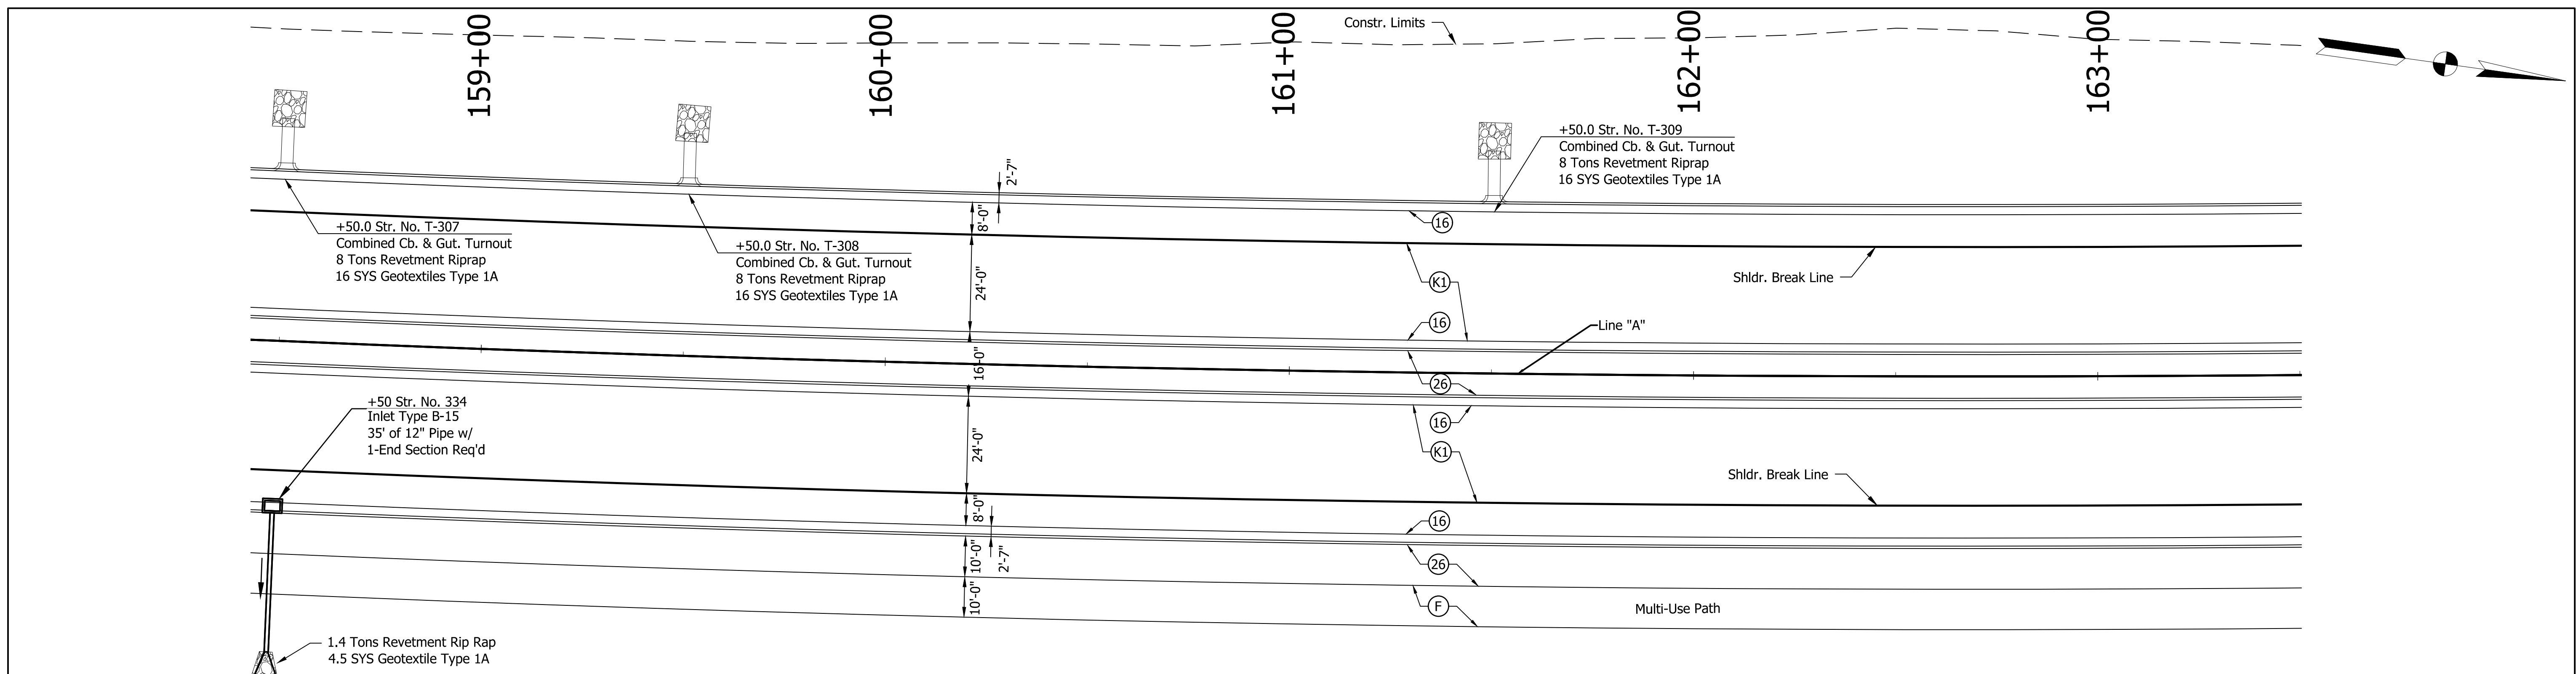 Constr. Limits
159+00
160+00
161+00
162+00
163+00
+50.0 Str. No. T-309
Combined Cb. & Gut. Turnout
8 Tons Revetment Riprap
16 SYS Geotextiles Type 1A
2'-7"
8'-0"
16
+50.0 Str. No. T-307
Combined Cb. & Gut. Turnout
8 Tons Revetment Riprap
16 SYS Geotextiles Type 1A
+50.0 Str. No. T-308
Combined Cb. & Gut. Turnout
8 Tons Revetment Riprap
16 SYS Geotextiles Type 1A
24'-0"
K1
Shldr. Break Line
16
Line "A"
16'-0"
26
+50 Str. No. 334
Inlet Type B-15
35' of 12" Pipe w/
1-End Section Req'd
16
24'-0"
K1
Shldr. Break Line
8'-0"
16
10'-0"
2'-7"
26
10'-0"
F
Multi-Use Path
1.4 Tons Revetment Rip Rap
4.5 SYS Geotextile Type 1A